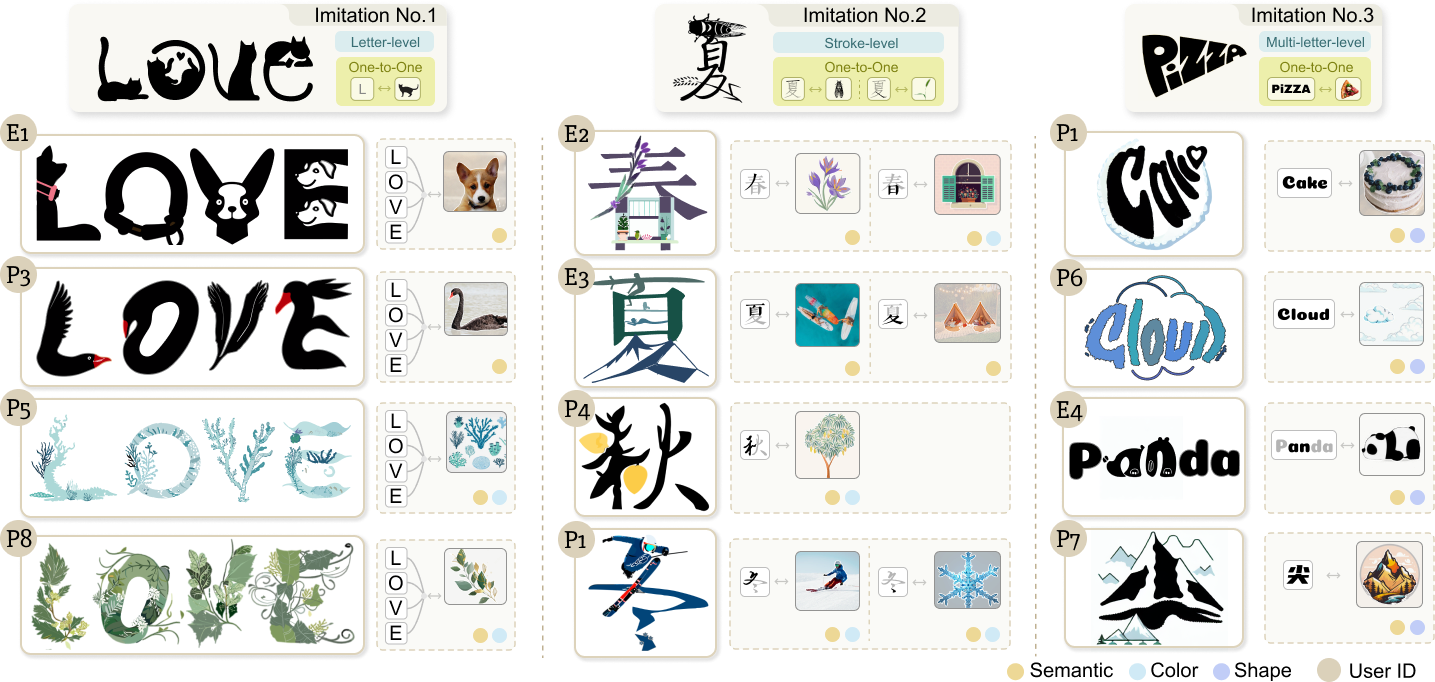 Imitation No.1
LOVE
Letter-level
One-to-One
L
E1
LOVE
L
O
V
E
P3
LOVE
L
O
V
E
P5
LOVE
L
O
V
E
P8
LOVE
L
O
V
E
Imitation No.2
夏
Stroke-level
One-to-One
夏
夏
E2
春
春
春
E3
夏
夏
夏
P4
秋
秋
P1
冬
冬
冬
Imitation No.3
PiZZA
Multi-letter-level
One-to-One
PiZZA
P1
Cake
Cake
P6
Cloud
Cloud
E4
Panda
Panda
P7
尖
尖
Semantic
Color
Shape
User ID